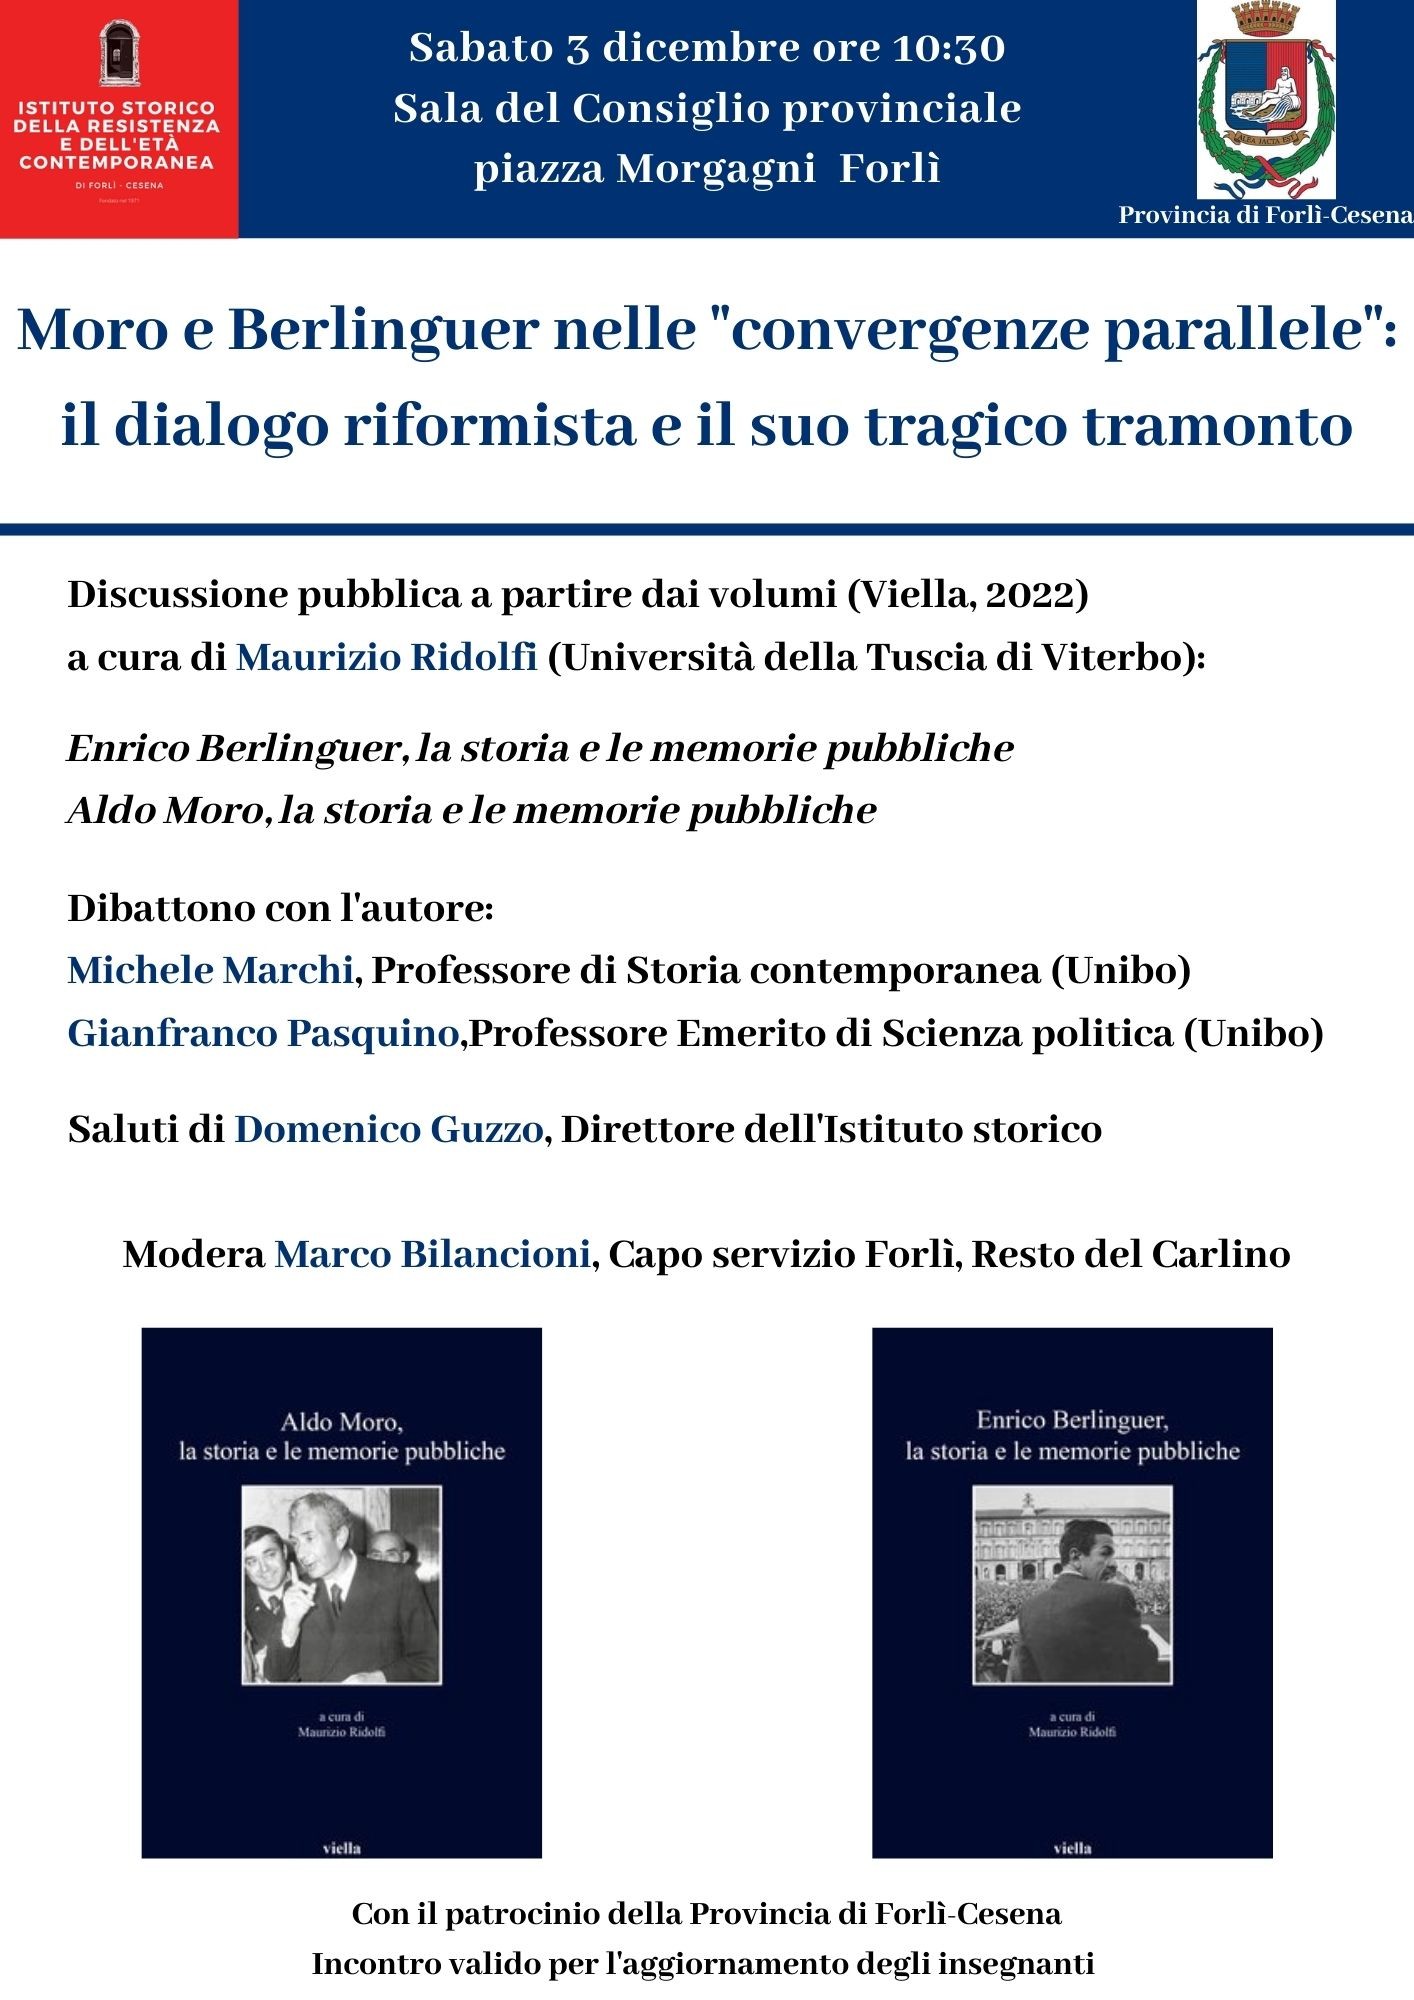 ISTITUTO STORICO
DELLA RESISTENZA
E DELL'ETÀ
CONTEMPORANEA
DI FORLÌ - CESENA
Fondato nel 1971
Sabato 3 dicembre ore 10:30
Sala del Consiglio provinciale
piazza Morgagni Forlì
ALEA JACTA EST
Provincia di Forlì-Cesena
Moro e Berlinguer nelle "convergenze parallele":
il dialogo riformista e il suo tragico tramonto
Discussione pubblica a partire dai volumi (Viella, 2022)
a cura di Maurizio Ridolfi (Università della Tuscia di Viterbo):
Enrico Berlinguer, la storia e le memorie pubbliche
Aldo Moro, la storia e le memorie pubbliche
Dibattono con l'autore:
Michele Marchi, Professore di Storia contemporanea (Unibo)
Gianfranco Pasquino,Professore Emerito di Scienza politica (Unibo)
Saluti di Domenico Guzzo, Direttore dell'Istituto storico
Modera Marco Bilancioni, Capo servizio Forlì, Resto del Carlino
Aldo Moro,
la storia e le memorie pubbliche
a cura di
Maurizio Ridolfi
viella
Enrico Berlinguer,
la storia e le memorie pubbliche
a cura di
Maurizio Ridolfi
viella
Con il patrocinio della Provincia di Forlì-Cesena
Incontro valido per l'aggiornamento degli insegnanti